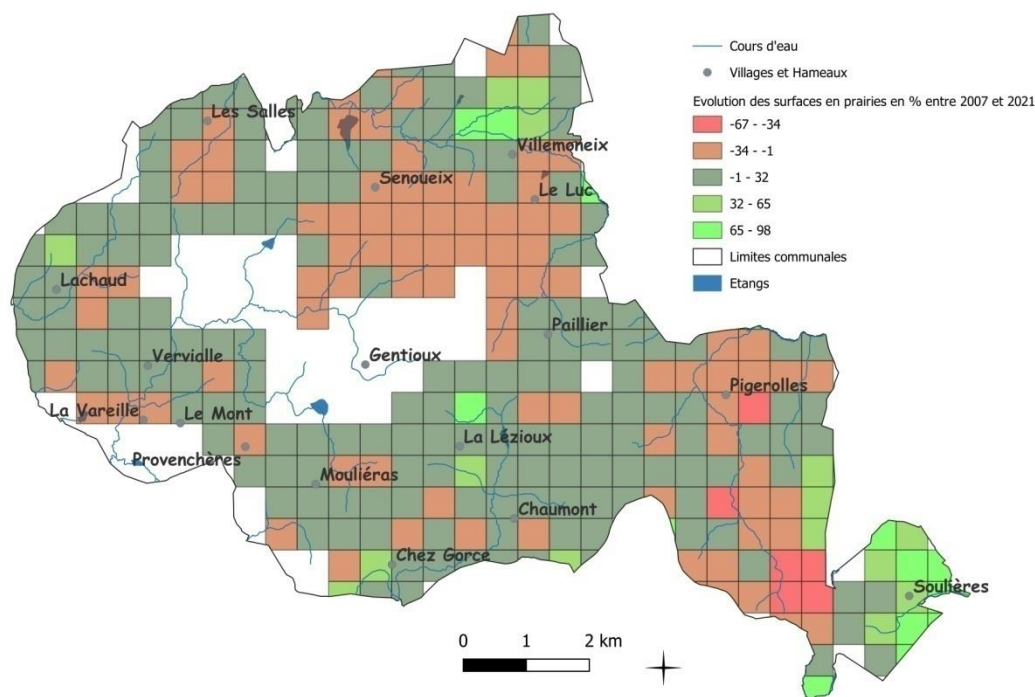 Cours d'eau
Villages et Hameaux
Evolution des surfaces en prairies en % entre 2007 et 2021
-67 - -34
-34 - -1
-1 - 32
32 - 65
65 - 98
Limites communales
Etangs
Les Salles
Villemoneix
Senoueix
Le Luc
Lachaud
Paillier
Vervialle
Gentioux
Pigerolles
La Vareille
Le Mont
La Lézioux
Provenchères
Mouliéras
Chaumont
Chez Gorce
Soulières
0 1 2 km